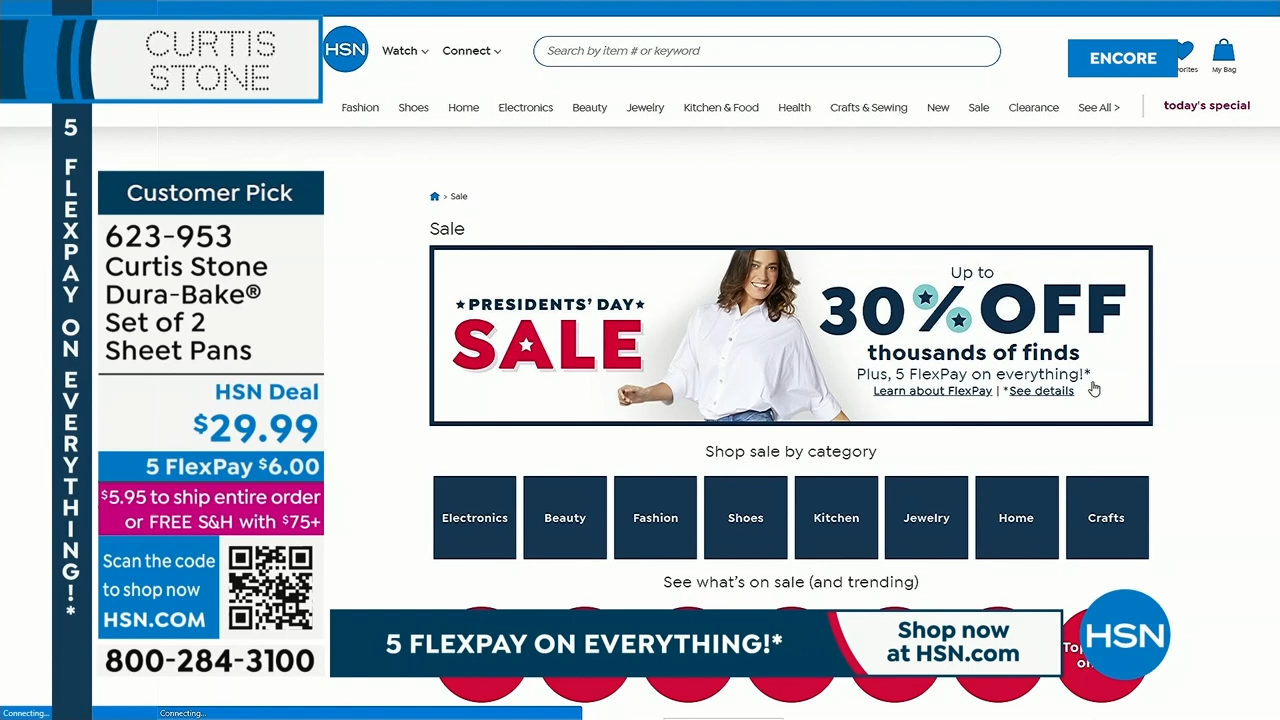 CURTIS
STONE
5 FLEXPAY ON EVERYTHING!*
Customer Pick
623-953
Curtis Stone
Dura-Bake®
Set of 2
Sheet Pans
HSN Deal
$29.99
5 FlexPay $6.00
$5.95 to ship entire order
or FREE S&H with $75+
Scan the code
to shop now
HSN.COM
800-284-3100
HSN
Watch
Connect
Search by item # or keyword
ENCORE
My Bag
Fashion
Shoes
Home
Electronics
Beauty
Jewelry
Kitchen & Food
Health
Crafts & Sewing
New
Sale
Clearance
See All >
today's special
> Sale
Sale
PRESIDENTS' DAY
SALE
Up to
30% OFF
thousands of finds
Plus, 5 FlexPay on everything!*
Learn about FlexPay | *See details
Shop sale by category
Electronics
Beauty
Fashion
Shoes
Kitchen
Jewelry
Home
Crafts
See what's on sale (and trending)
5 FLEXPAY ON EVERYTHING!*
Shop now
at HSN.com
HSN
Connecting...
Connecting...